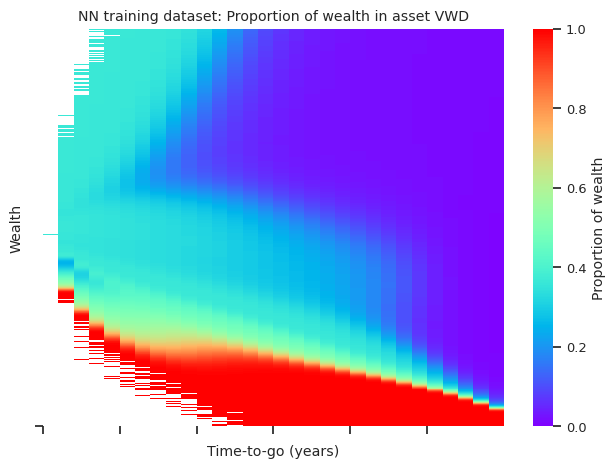 NN training dataset: Proportion of wealth in asset VWD
Wealth
Time-to-go (years)
1.0
0.8
0.6
0.4
0.2
0.0
Proportion of wealth